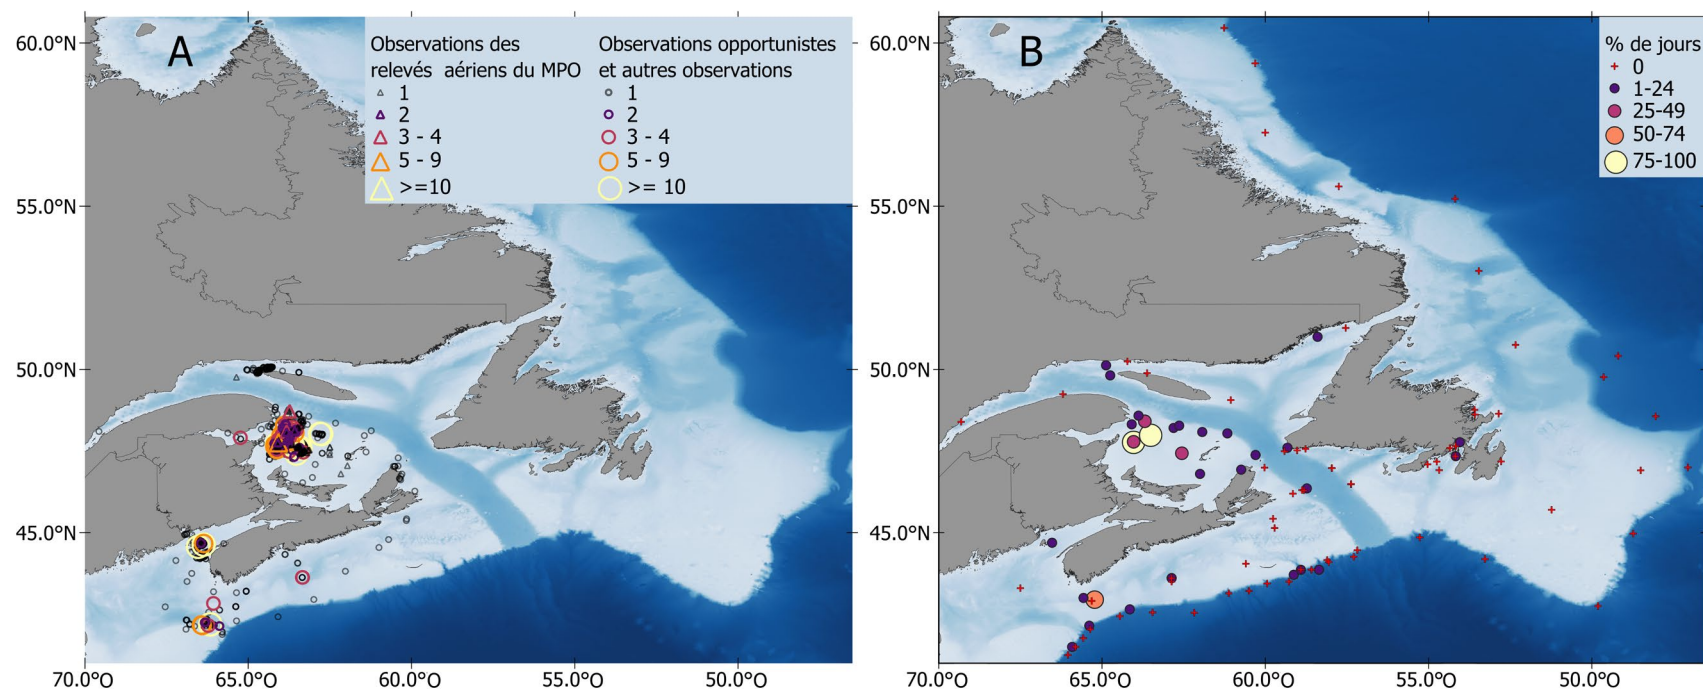 A
Observations des
relevés aériens du MPO
1
2
3 - 4
5 - 9
>=10
Observations opportunistes
et autres observations
1
2
3 - 4
5 - 9
>= 10
60.0°N
55.0°N
50.0°N
45.0°N
70.0°O
65.0°O
60.0°O
55.0°O
50.0°O
B
% de jours
0
1-24
25-49
50-74
75-100
60.0°N
55.0°N
50.0°N
45.0°N
70.0°O
65.0°O
60.0°O
55.0°O
50.0°O